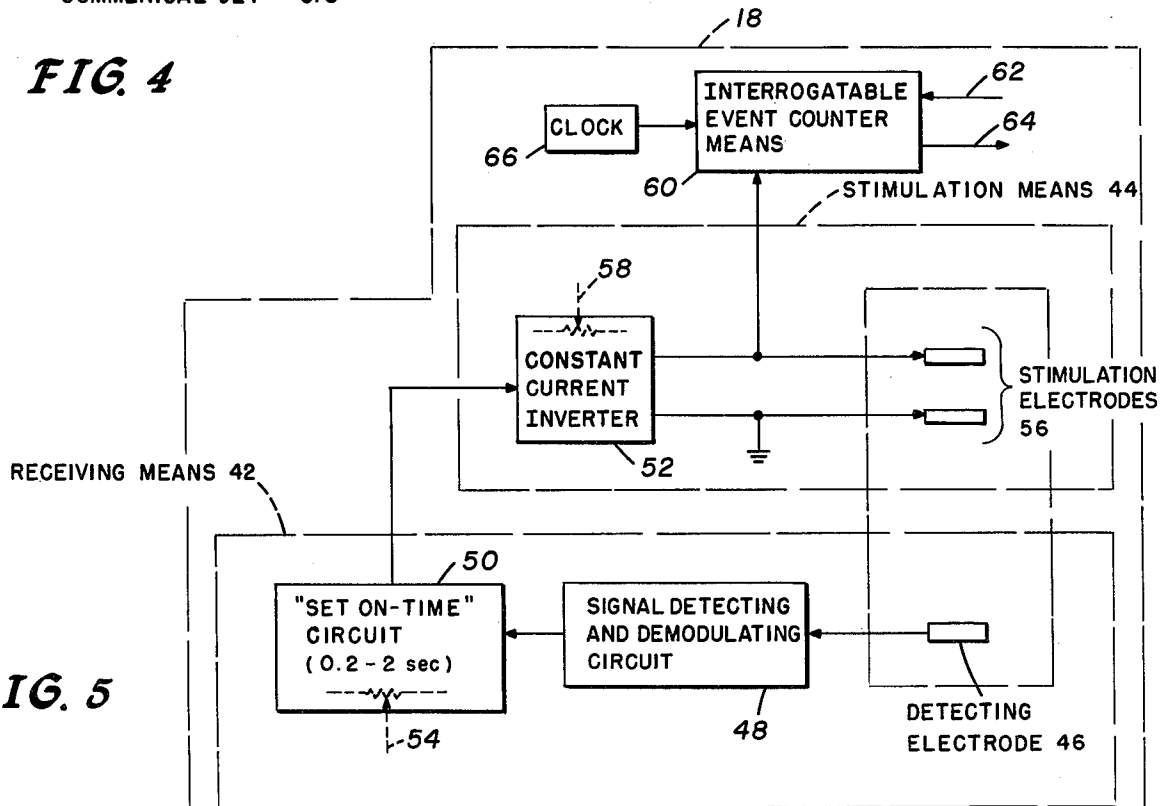 COMMERICAL JET
FIG. 4
18
INTERROGATABLE
EVENT COUNTER
MEANS
62
64
CLOCK
66
60
STIMULATION MEANS 44
58
CONSTANT
CURRENT
INVERTER
52
STIMULATION
ELECTRODES
56
RECEIVING MEANS 42
50
"SET ON-TIME"
CIRCUIT
(0.2-2 sec)
54
SIGNAL DETECTING
AND DEMODULATING
CIRCUIT
48
DETECTING
ELECTRODE 46
IG. 5